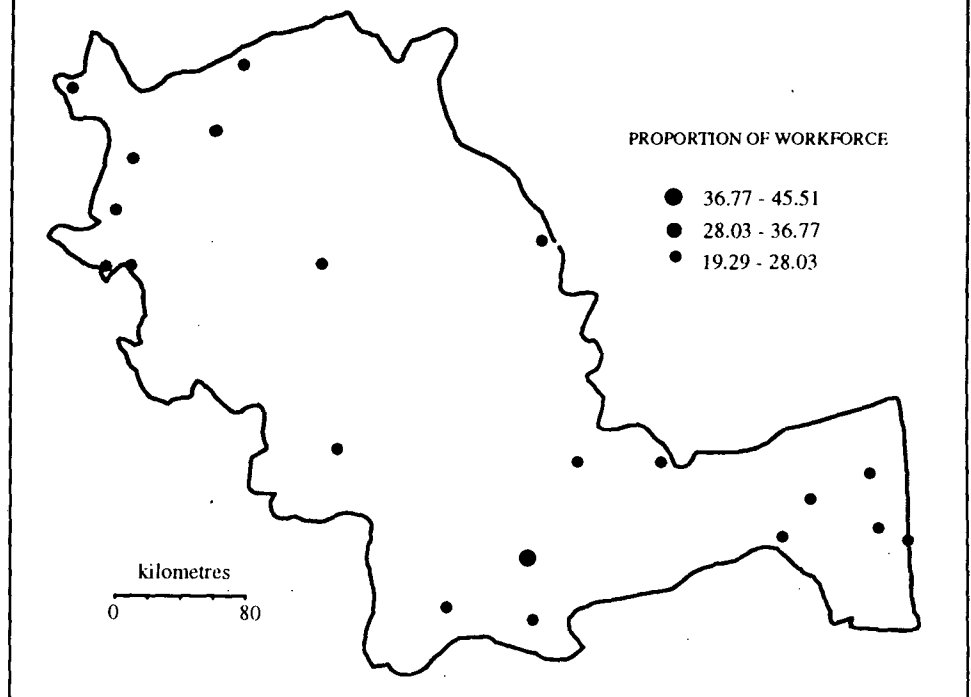 PROPORTION OF WORKFORCE
36.77 - 45.51
28.03 - 36.77
19.29 - 28.03
kilometres
0 80